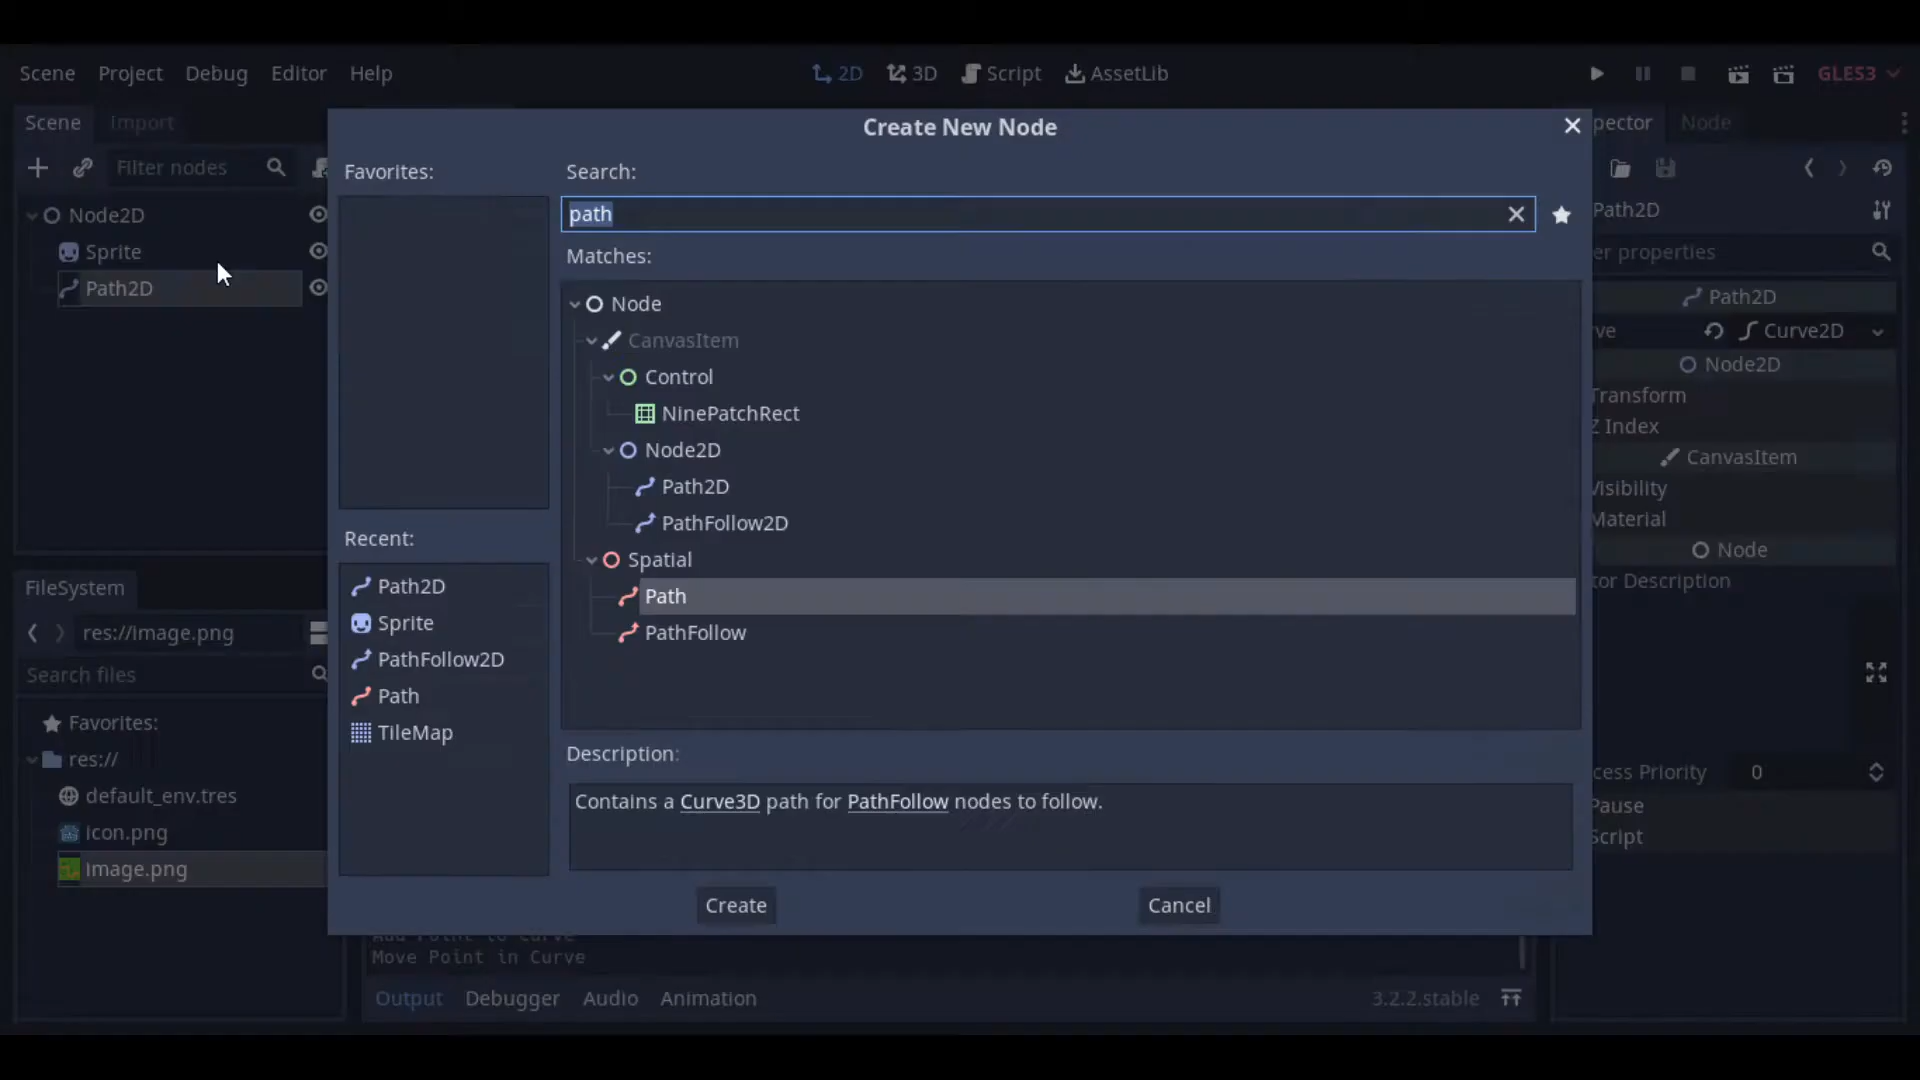 Scene Project Debug Editor Help 2D 3D Script AssetLib GLES3
Scene Import
Filter nodes
Node2D
Sprite
Path2D
FileSystem
res://image.png
Search files
Favorites:
res://
default_env.tres
icon.png
image.png
Create New Node
Favorites:
Recent:
Path2D
Sprite
PathFollow2D
Path
TileMap
Search:
path
Matches:
Node
CanvasItem
Control
NinePatchRect
Node2D
Path2D
PathFollow2D
Spatial
Path
PathFollow
Description:
Contains a Curve3D path for PathFollow nodes to follow.
Create Cancel
Move Point in Curve
Output Debugger Audio Animation 3.2.2.stable
pector Node
Path2D
er properties
Path2D
ve Curve2D
Node2D
Transform
Z Index
CanvasItem
Visibility
Material
Node
tor Description
cess Priority 0
Pause
Script